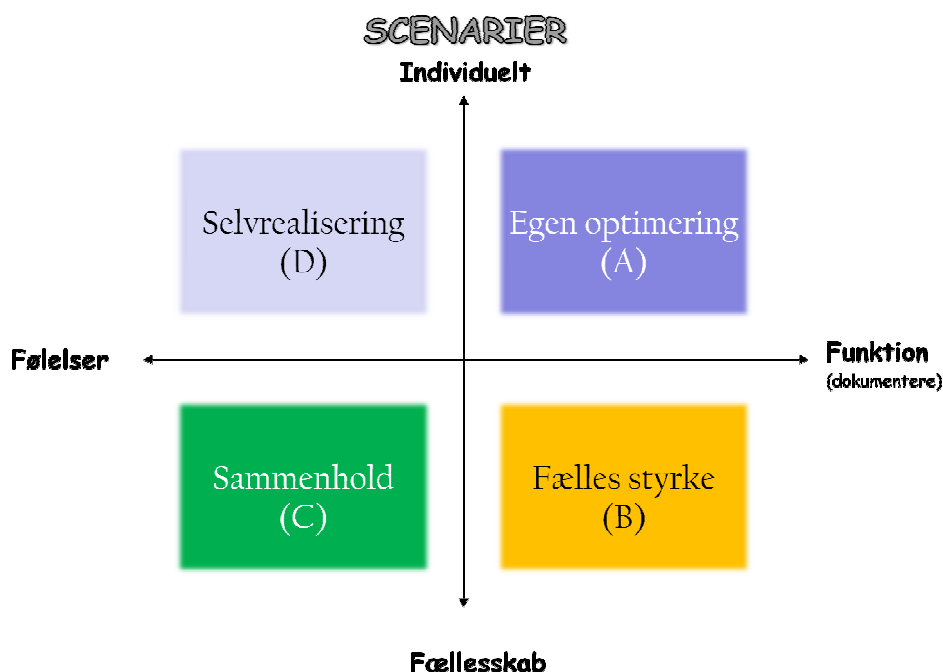 SCENARIER
Individuelt
Selvrealisering
(D)
Egen optimering
(A)
Følelser
Funktion
(dokumentere)
Sammenhold
(C)
Fælles styrke
(B)
Fællesskab